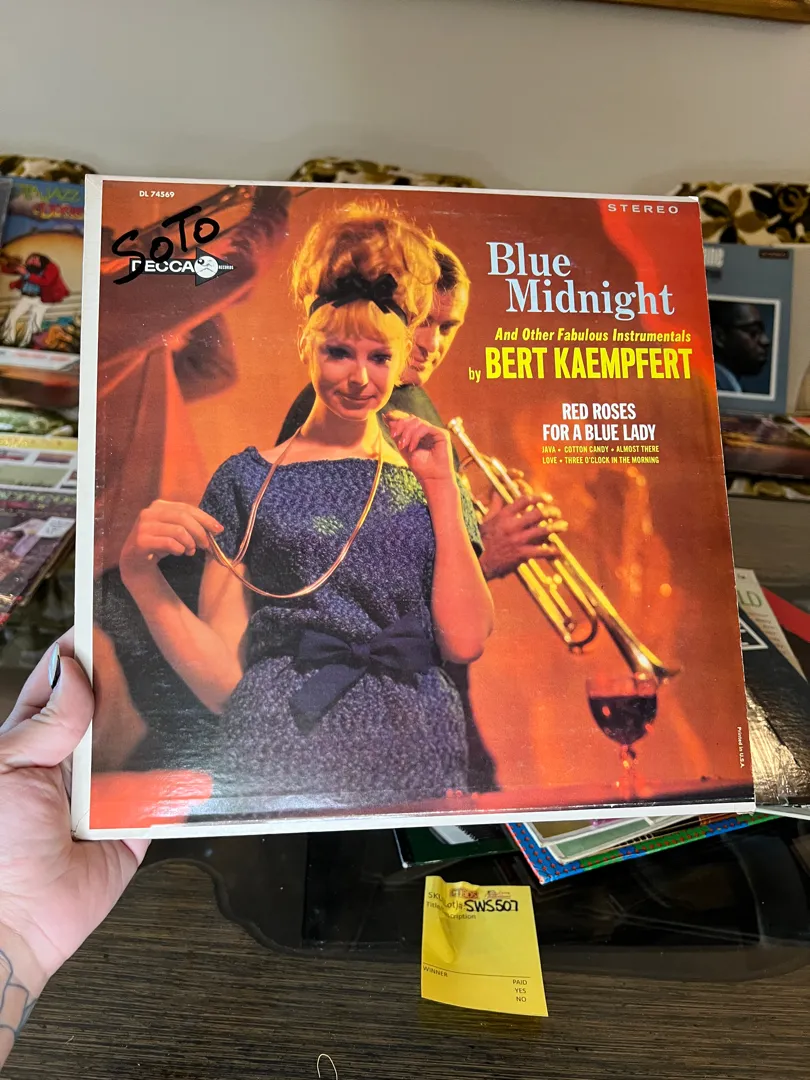 DL 74569
SOTO
DECCA
RECORDS
STEREO
Blue
Midnight
And Other Fabulous Instrumentals
by BERT KAEMPFERT
RED ROSES
FOR A BLUE LADY
JAVA • COTTON CANDY • ALMOST THERE
LOVE • THREE O'CLOCK IN THE MORNING
Printed in U.S.A.
SWS507
WINNER
PAID
YES
NO